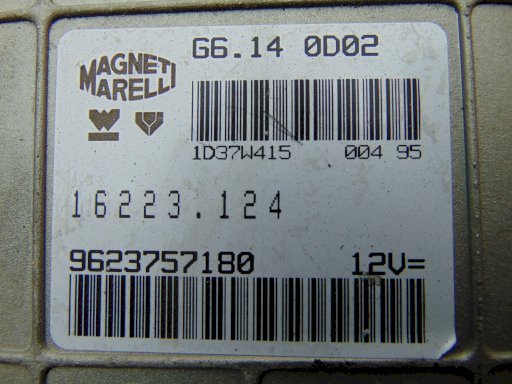 MAGNETI
MARELLI
G6.14 0D02
1D37W415 004 95
16223.124
9623757180 12V=